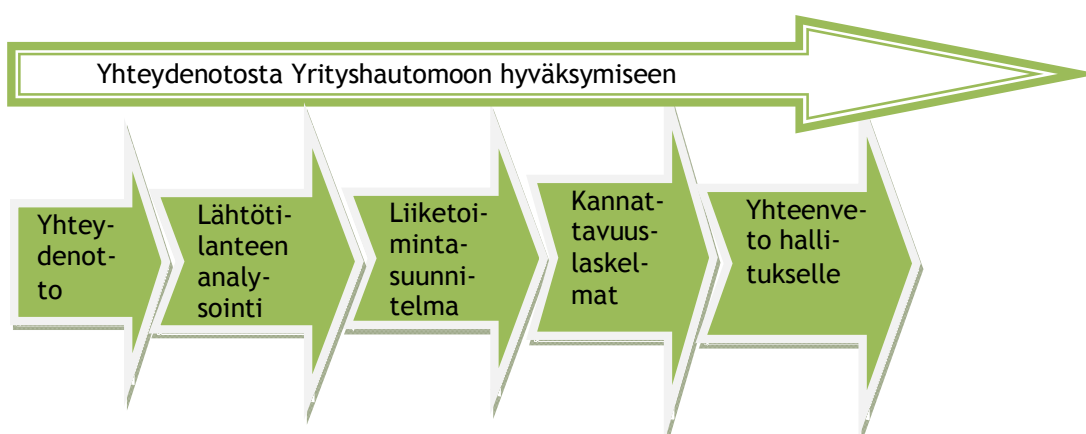 Yhteydenotosta Yrityshautomoon hyväksymiseen
Yhtey-
denot-
to
Lähtöti-
lanteen
analy-
sointi
Liiketoi-
minta-
suunni-
telma
Kannat-
tavuus-
laskel-
mat
Yhteenve-
to halli-
tukselle